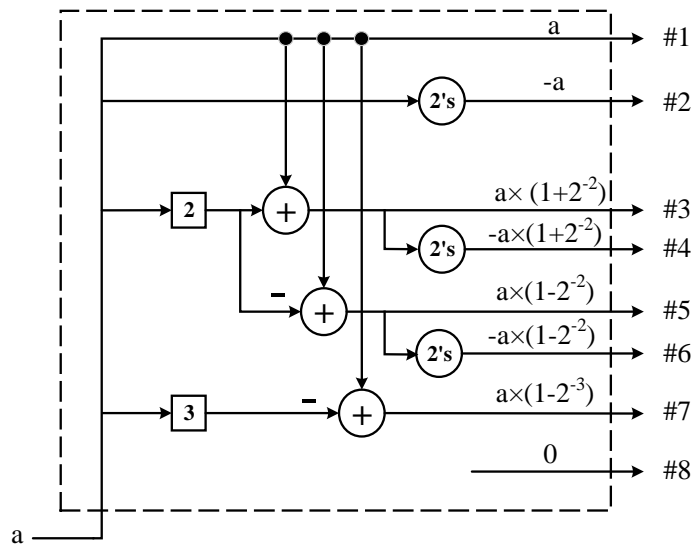 a #1
-a #2
2's
a× (1+2⁻²) #3
2 +
-a×(1+2⁻²) #4
2's
a×(1-2⁻²) #5
- +
-a×(1-2⁻²) #6
2's
a×(1-2⁻³) #7
3 - +
0 #8
a